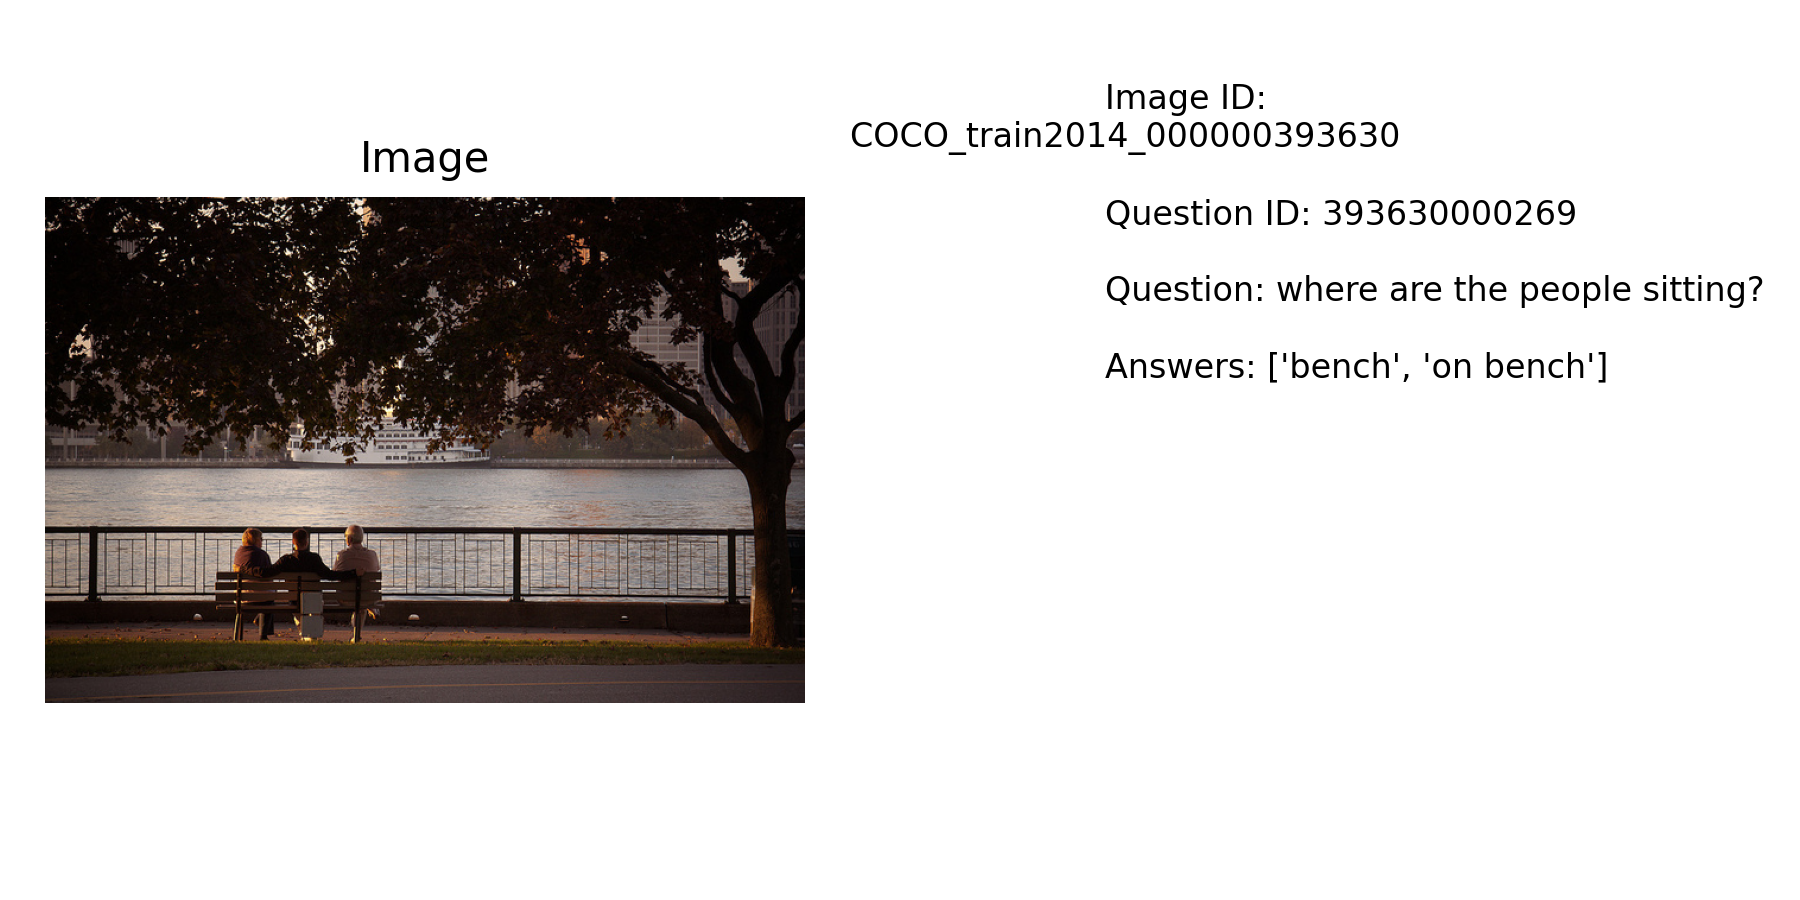 Image
Image ID:
COCO_train2014_000000393630
Question ID: 393630000269
Question: where are the people sitting?
Answers: ['bench', 'on bench']